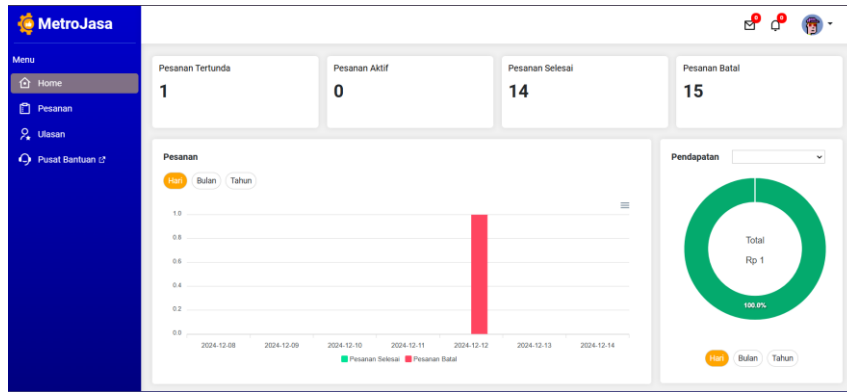 MetroJasa
0
0
Menu
Home
Pesanan
Ulasan
Pusat Bantuan
Pesanan Tertunda
1
Pesanan Aktif
0
Pesanan Selesai
14
Pesanan Batal
15
Pesanan
Hari Bulan Tahun
1.0
0.8
0.6
0.4
0.2
0.0
2024-12-08 2024-12-09 2024-12-10 2024-12-11 2024-12-12 2024-12-13 2024-12-14
Pesanan Selesai Pesanan Batal
Pendapatan
Total
Rp 1
100.0%
Hari Bulan Tahun